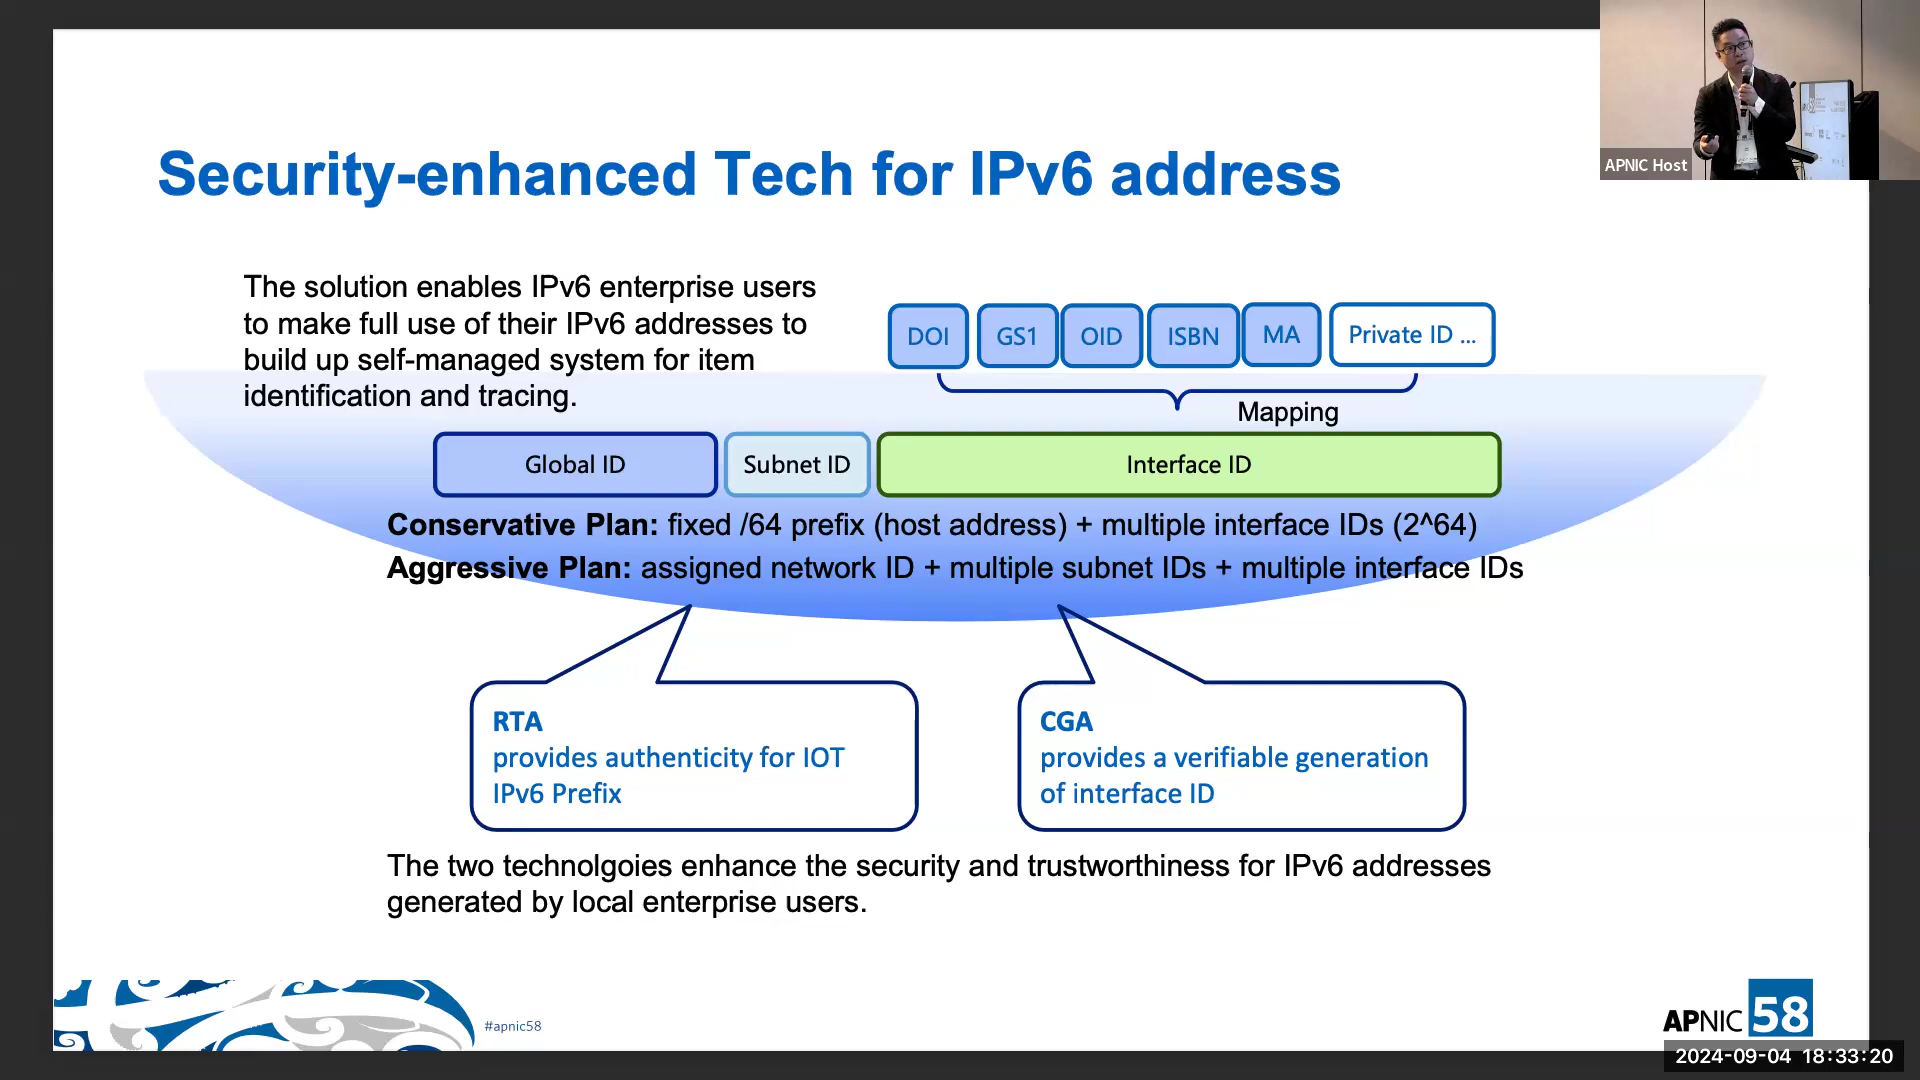 APNIC Host
Security-enhanced Tech for IPv6 address
The solution enables IPv6 enterprise users
to make full use of their IPv6 addresses to
build up self-managed system for item
identification and tracing.
DOI
GS1
OID
ISBN
MA
Private ID ...
Mapping
Global ID
Subnet ID
Interface ID
Conservative Plan: fixed /64 prefix (host address) + multiple interface IDs (2^64)
Aggressive Plan: assigned network ID + multiple subnet IDs + multiple interface IDs
RTA
provides authenticity for IOT
IPv6 Prefix
CGA
provides a verifiable generation
of interface ID
The two technolgoies enhance the security and trustworthiness for IPv6 addresses
generated by local enterprise users.
#apnic58
APNIC 58
2024-09-04 18:33:20